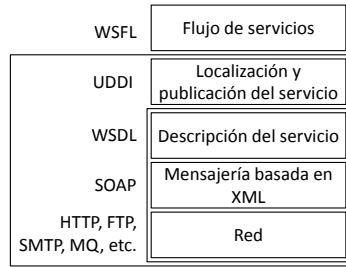 WSFL
Flujo de servicios
UDDI
Localización y
publicación del servicio
WSDL
Descripción del servicio
SOAP
Mensajería basada en
XML
HTTP, FTP,
SMTP, MQ, etc.
Red